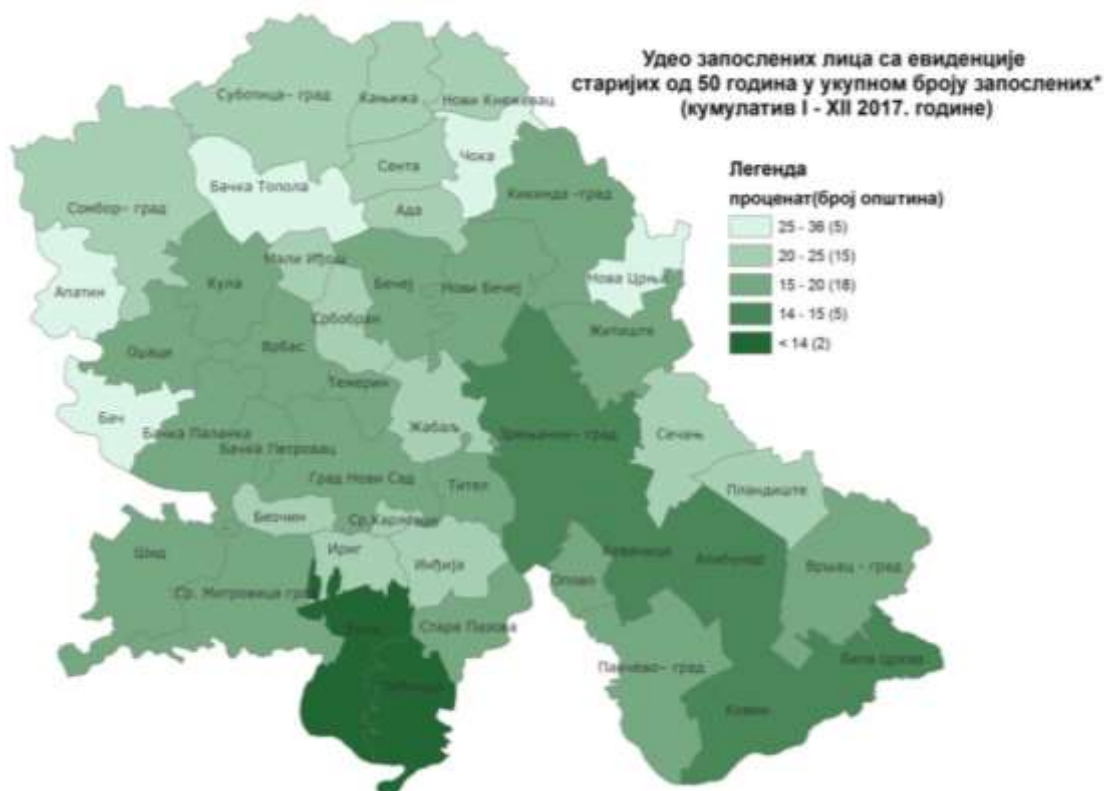 Удео запослених лица са евиденције
старијих од 50 година у укупном броју запослених*
(кумулатив I - XII 2017. године)
Легенда
проценат(број општина)
25 - 36 (5)
20 - 25 (15)
15 - 20 (18)
14 - 15 (5)
< 14 (2)
Суботица- град
Кањижа
Нови Кнежевац
Чока
Сента
Бачка Топола
Ада
Кикинда -град
Сомбор- град
Мали Иђош
Нова Црња
Апатин
Кула
Бечеј
Нови Бечеј
Србобран
Житиште
Оџаци
Врбас
Темерин
Бач
Жабаљ
Зрењанин- град
Сечањ
Бачка Паланка
Бачка Петровац
Град Нови Сад
Тител
Пландиште
Беочин
Ср.Карловци
Шид
Ириг
Инђија
Ковачица
Алибунар
Вршац - град
Опово
Ср. Митровица град
Рума
Стара Пазова
Панчево- град
Бела Црква
Пећинци
Ковин